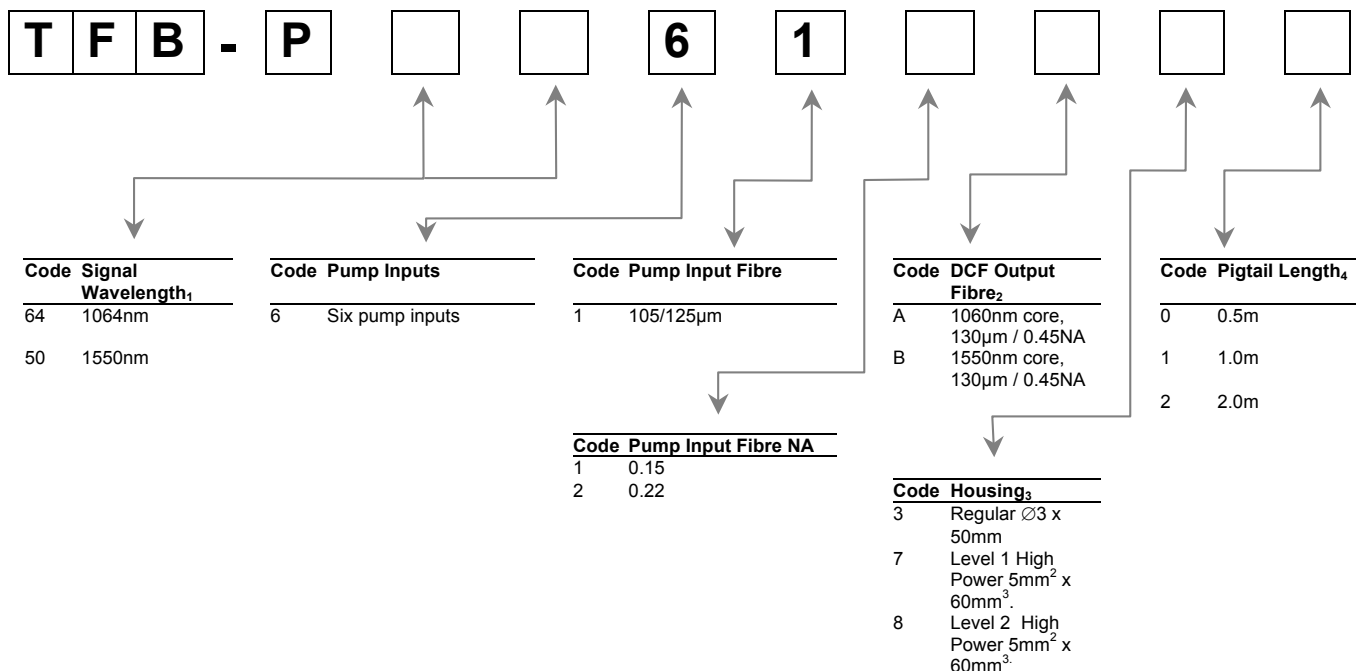 TFB - P 6 1
Code Signal Wavelength₁
64 1064nm
50 1550nm
Code Pump Inputs
6 Six pump inputs
Code Pump Input Fibre
1 105/125µm
Code Pump Input Fibre NA
1 0.15
2 0.22
Code DCF Output Fibre₂
A 1060nm core,
130µm / 0.45NA
B 1550nm core,
130µm / 0.45NA
Code Housing₃
3 Regular ∅3 x
50mm
7 Level 1 High
Power 5mm² x
60mm³.
8 Level 2 High
Power 5mm² x
60mm³.
Code Pigtail Length₄
0 0.5m
1 1.0m
2 2.0m